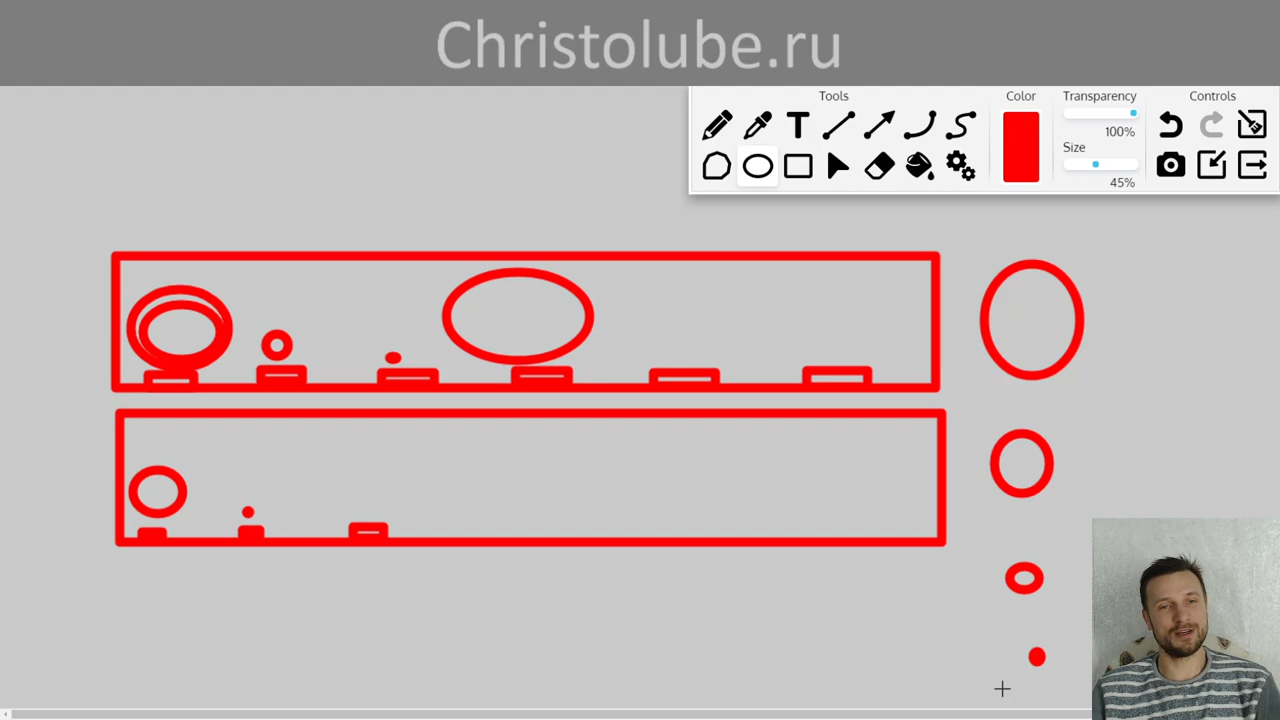 Christolube.ru
Tools
Color
Transparency
Controls
100%
Size
45%
T